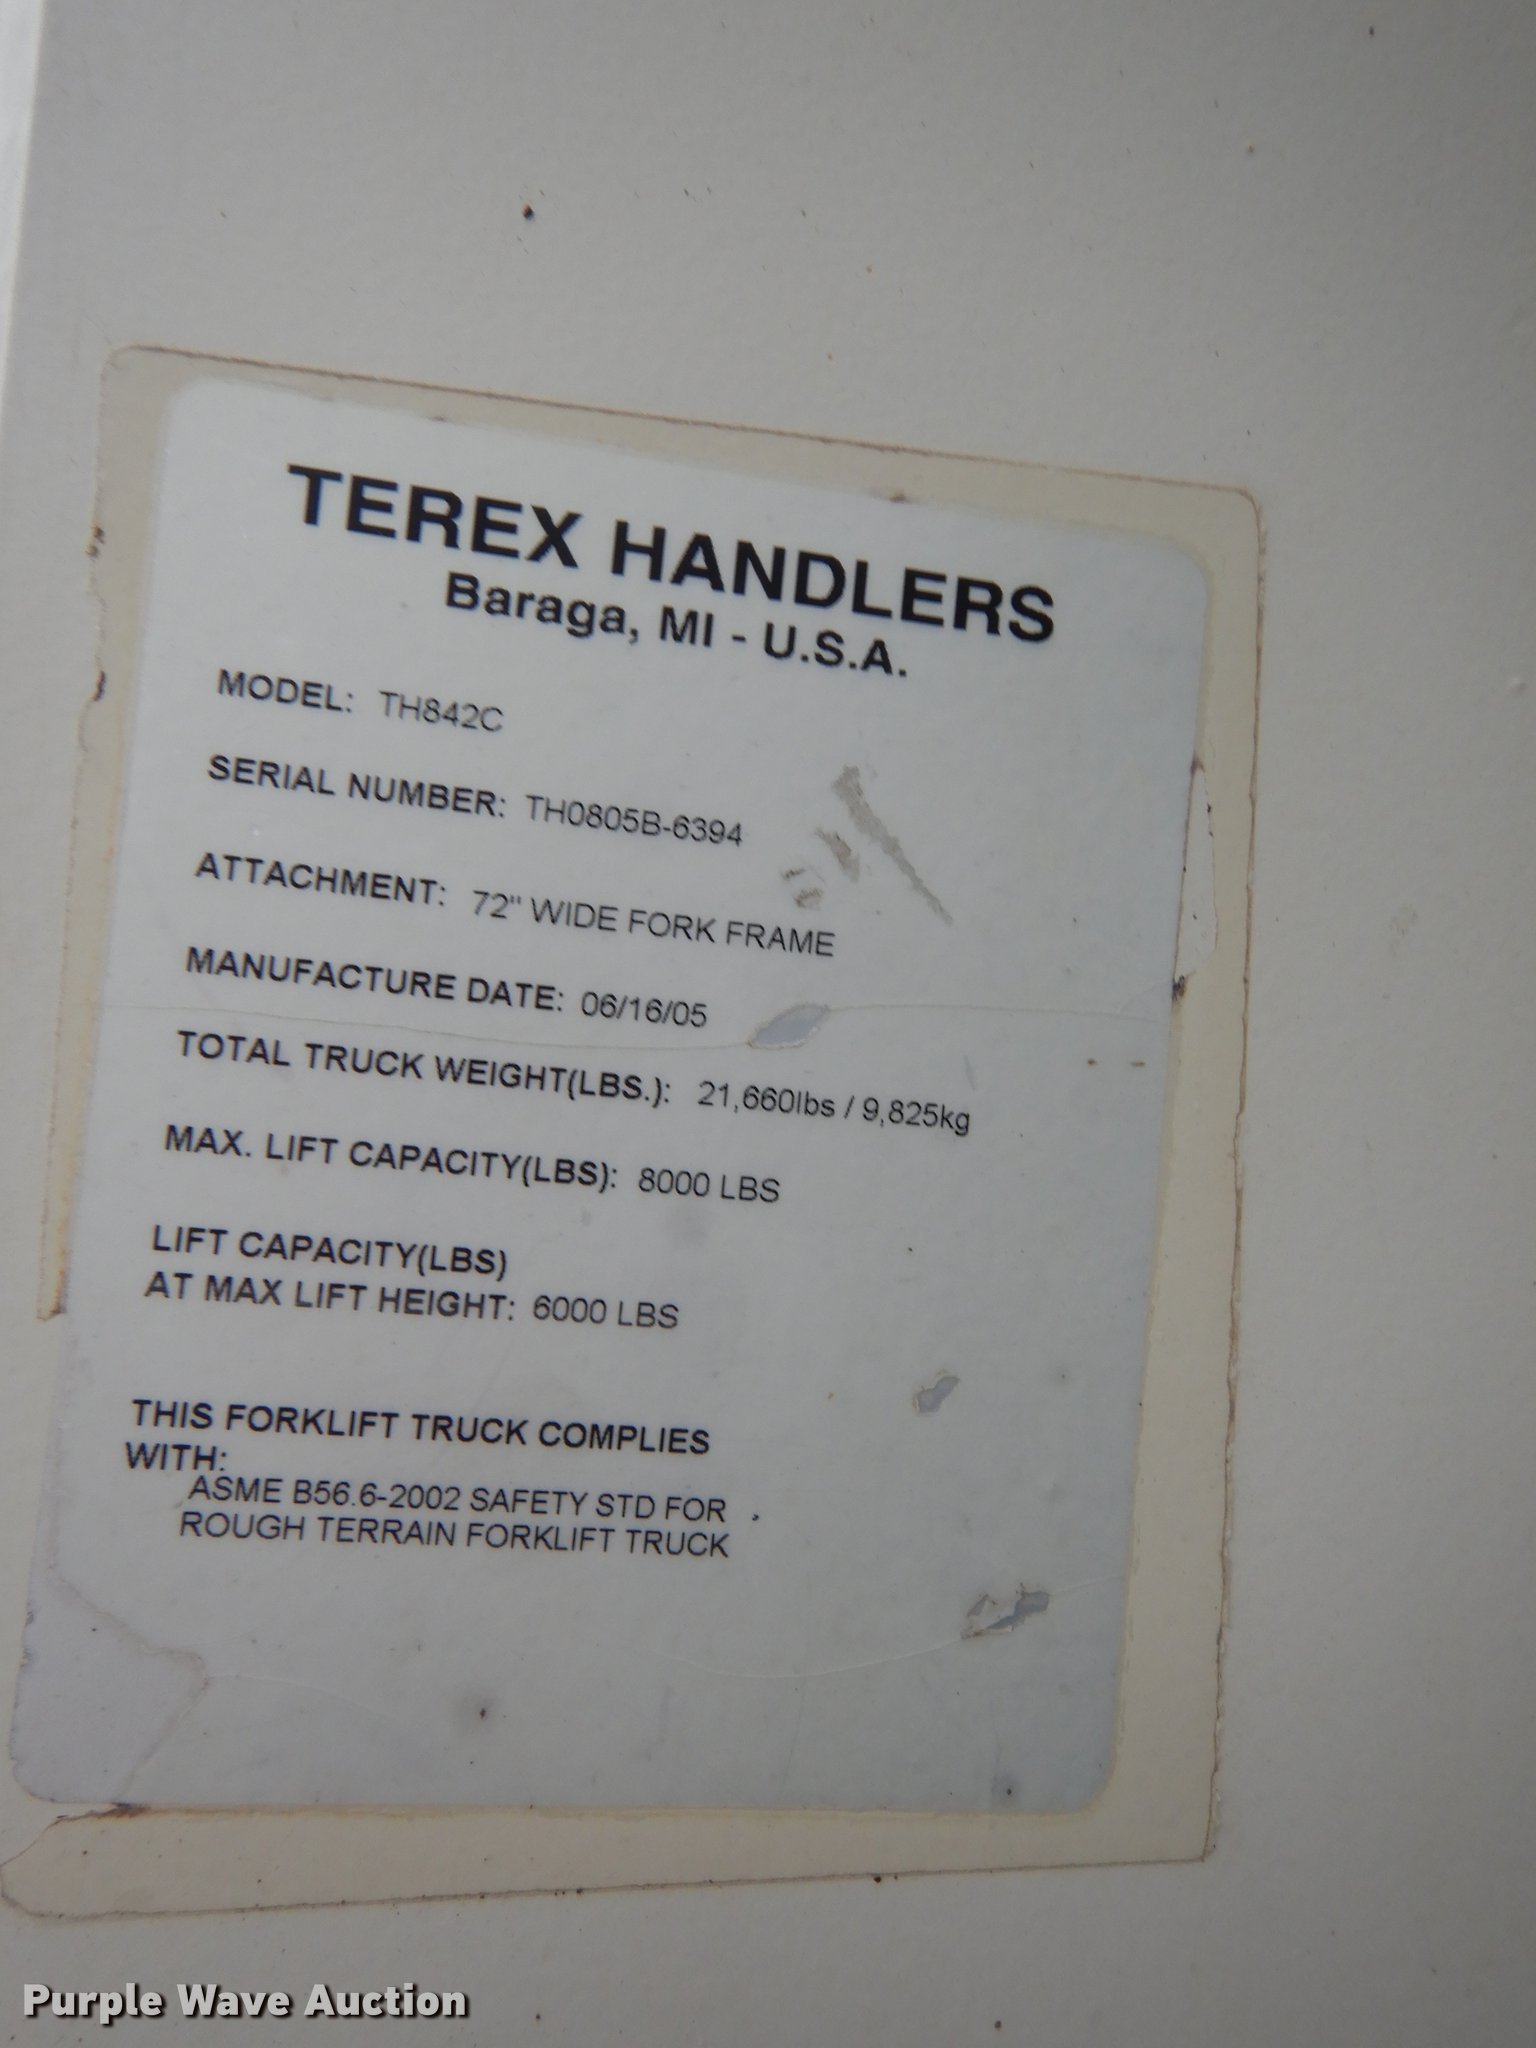 TEREX HANDLERS
Baraga, MI - U.S.A.
MODEL: TH842C
SERIAL NUMBER: TH0805B-6394
ATTACHMENT: 72" WIDE FORK FRAME
MANUFACTURE DATE: 06/16/05
TOTAL TRUCK WEIGHT(LBS.): 21,660lbs / 9,825kg
MAX. LIFT CAPACITY(LBS): 8000 LBS
LIFT CAPACITY(LBS)
AT MAX LIFT HEIGHT: 6000 LBS
THIS FORKLIFT TRUCK COMPLIES
WITH:
ASME B56.6-2002 SAFETY STD FOR
ROUGH TERRAIN FORKLIFT TRUCK
Purple Wave Auction